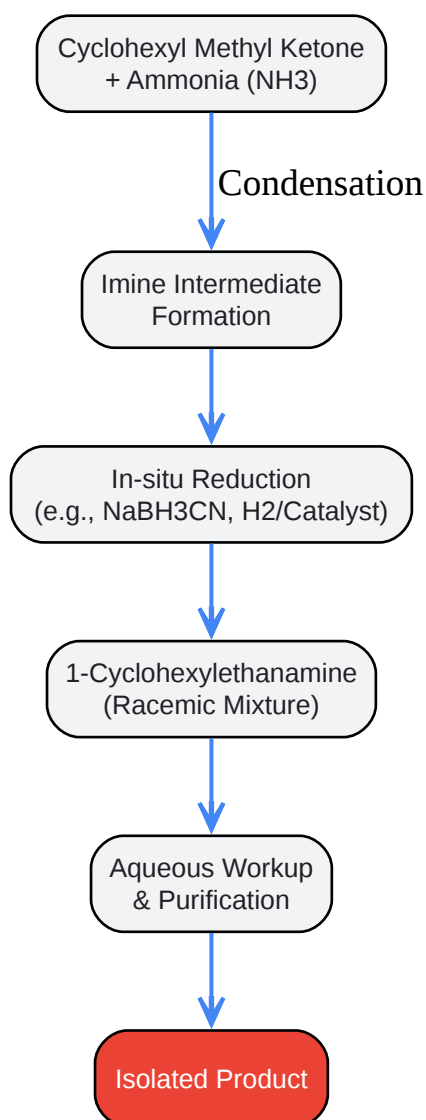 Cyclohexyl Methyl Ketone
+ Ammonia (NH3)
Condensation
Imine Intermediate
Formation
In-situ Reduction
(e.g., NaBH3CN, H2/Catalyst)
1-Cyclohexylethanamine
(Racemic Mixture)
Aqueous Workup
& Purification
Isolated Product